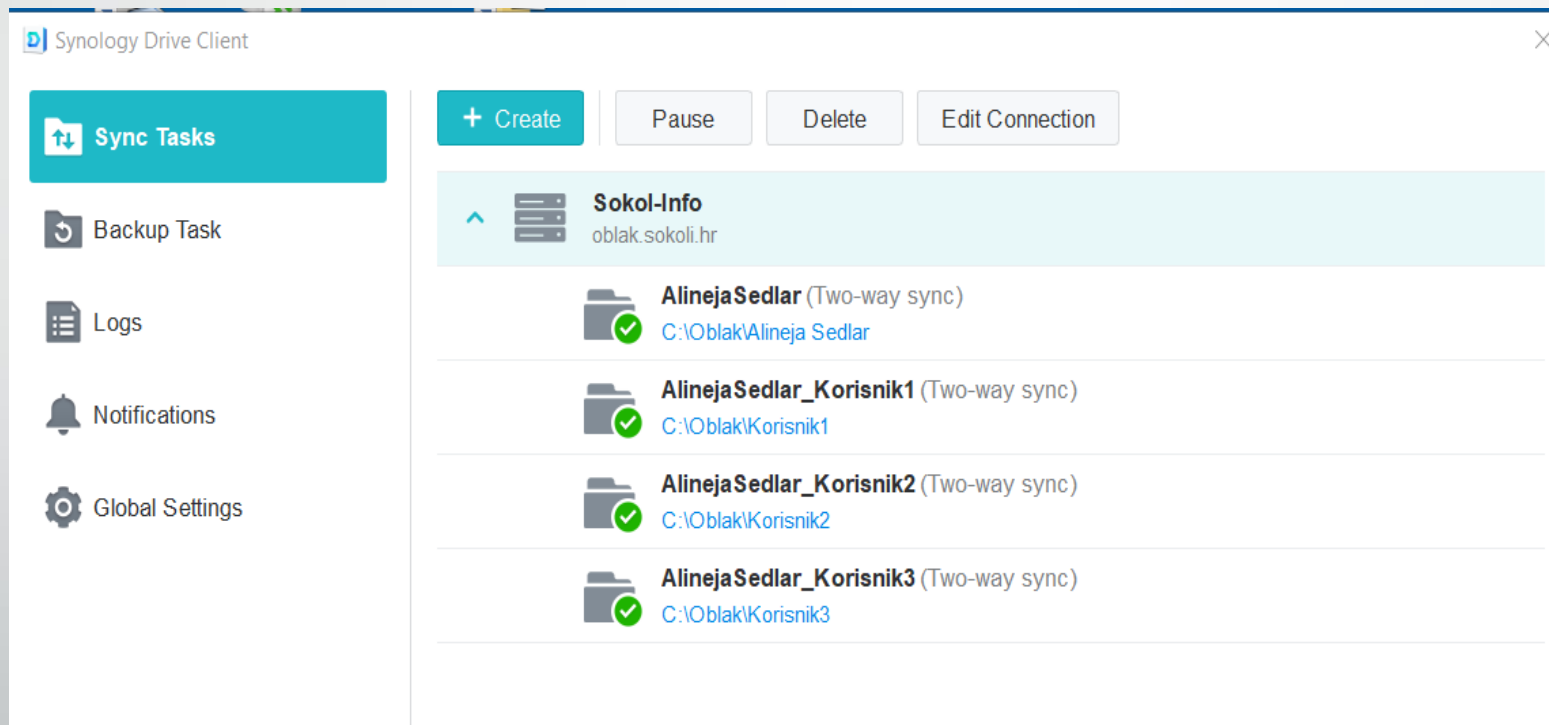 Synology Drive Client
Sync Tasks
Backup Task
Logs
Notifications
Global Settings
+ Create
Pause
Delete
Edit Connection
Sokol-Info
oblak.sokoli.hr
AlinejaSedlar (Two-way sync)
C:\Oblak\Alineja Sedlar
AlinejaSedlar_Korisnik1 (Two-way sync)
C:\Oblak\Korisnik1
AlinejaSedlar_Korisnik2 (Two-way sync)
C:\Oblak\Korisnik2
AlinejaSedlar_Korisnik3 (Two-way sync)
C:\Oblak\Korisnik3